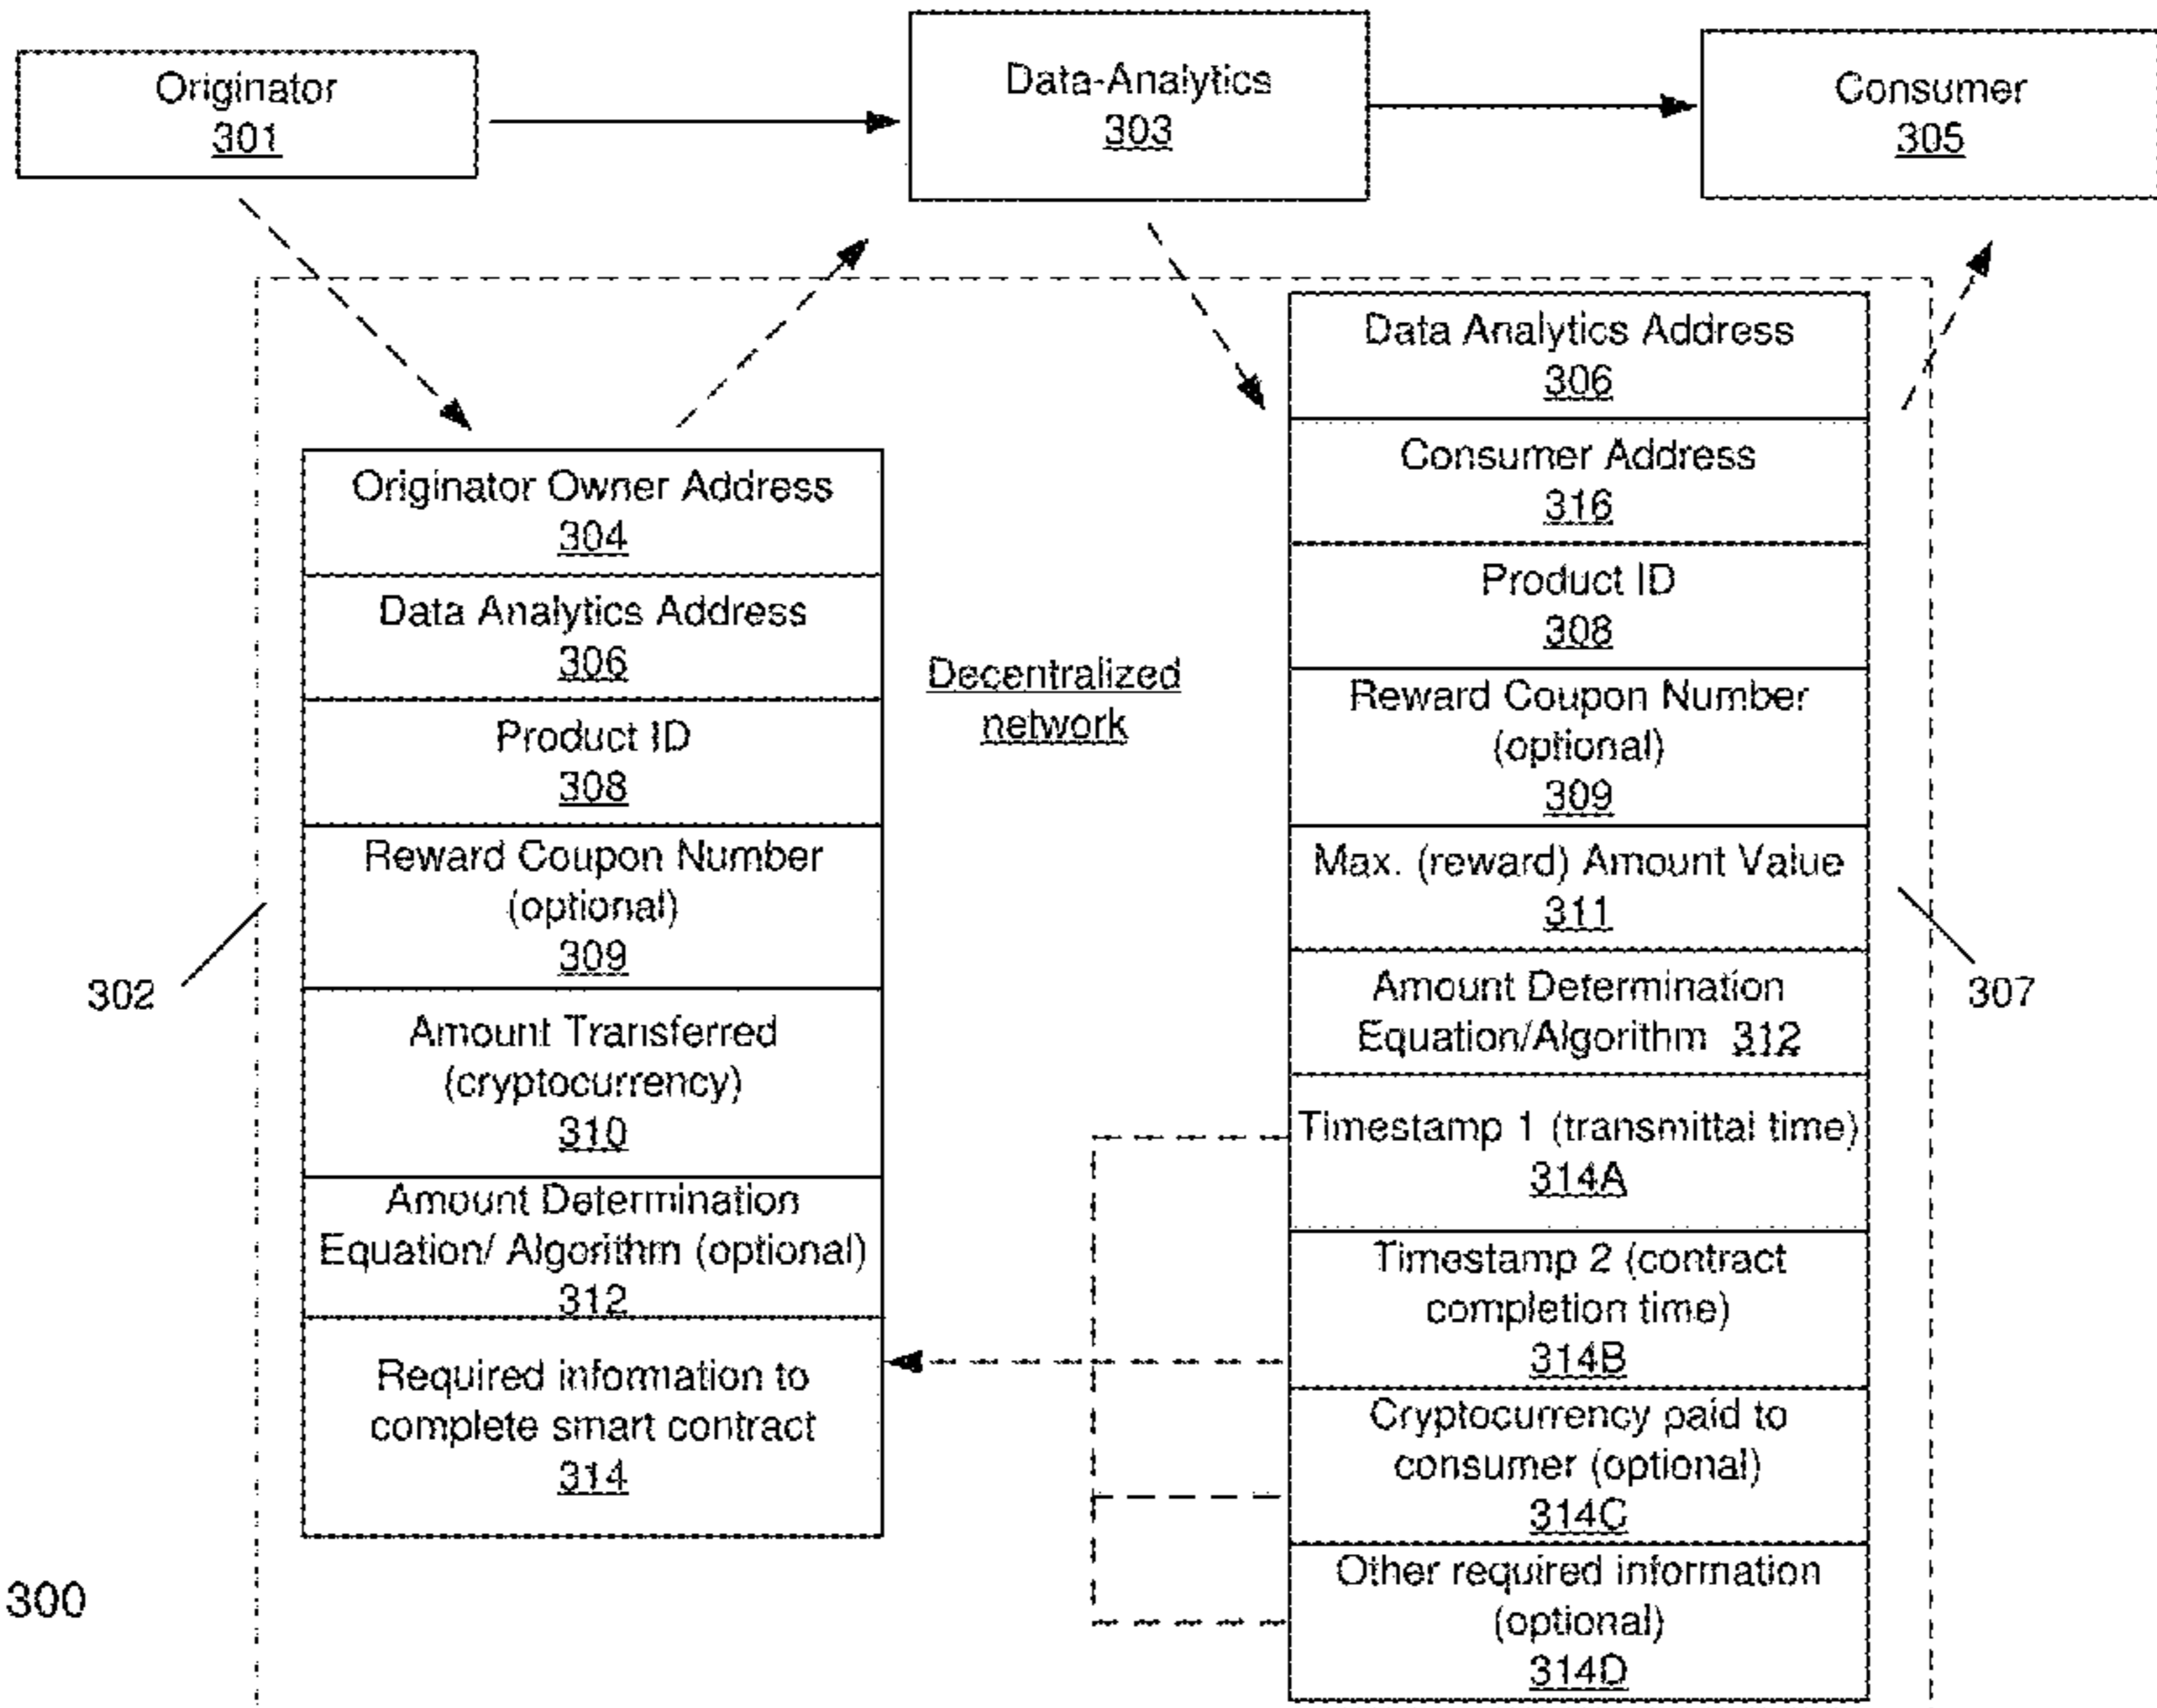 Originator
301
Data-Analytics
303
Consumer
305
Originator Owner Address
304
Data Analytics Address
306
Product ID
308
Reward Coupon Number
(optional)
309
Amount Transferred
(cryptocurrency)
310
Amount Determination
Equation/ Algorithm (optional)
312
Required information to
complete smart contract
314
302
Decentralized
network
Data Analytics Address
306
Consumer Address
316
Product ID
308
Reward Coupon Number
(optional)
309
Max. (reward) Amount Value
311
Amount Determination
Equation/Algorithm 312
Timestamp 1 (transmittal time)
314A
Timestamp 2 (contract
completion time)
314B
Cryptocurrency paid to
consumer (optional)
314C
Other required information
(optional)
314D
307
300